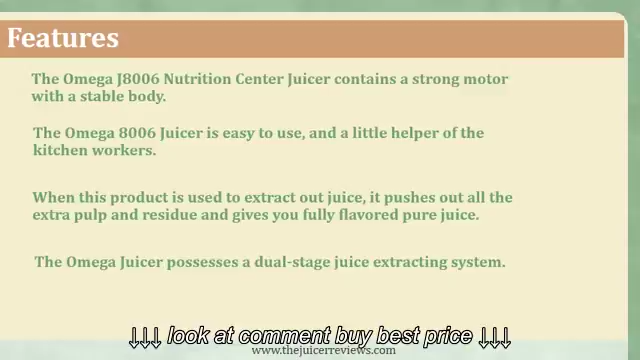 Features
The Omega J8006 Nutrition Center Juicer contains a strong motor
with a stable body.
The Omega 8006 Juicer is easy to use, and a little helper of the
kitchen workers.
When this product is used to extract out juice, it pushes out all the
extra pulp and residue and gives you fully flavored pure juice.
The Omega Juicer possesses a dual-stage juice extracting system.
↓↓↓ look at comment buy best price ↓↓↓
www.thejuicerreviews.com